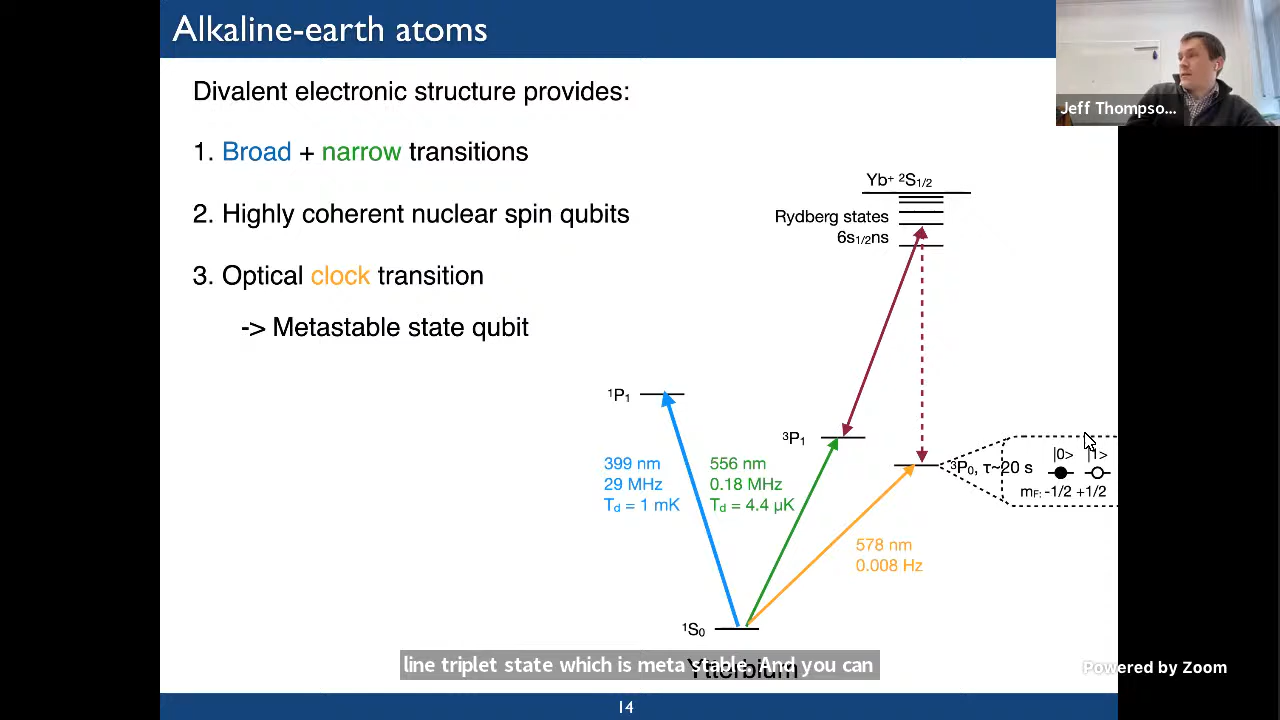 Alkaline-earth atoms
Jeff Thompso...
Divalent electronic structure provides:
1. Broad + narrow transitions
2. Highly coherent nuclear spin qubits
3. Optical clock transition
-> Metastable state qubit
Yb⁺ ²S₁/₂
Rydberg states
6s₁/₂ns
¹P₁
³P₁
³P₀, τ~20 s
|0> |1>
mF: -1/2 +1/2
399 nm
29 MHz
Td = 1 mK
556 nm
0.18 MHz
Td = 4.4 µK
578 nm
0.008 Hz
¹S₀
Ytterbium
line triplet state which is meta stable. And you can
Powered by Zoom
14